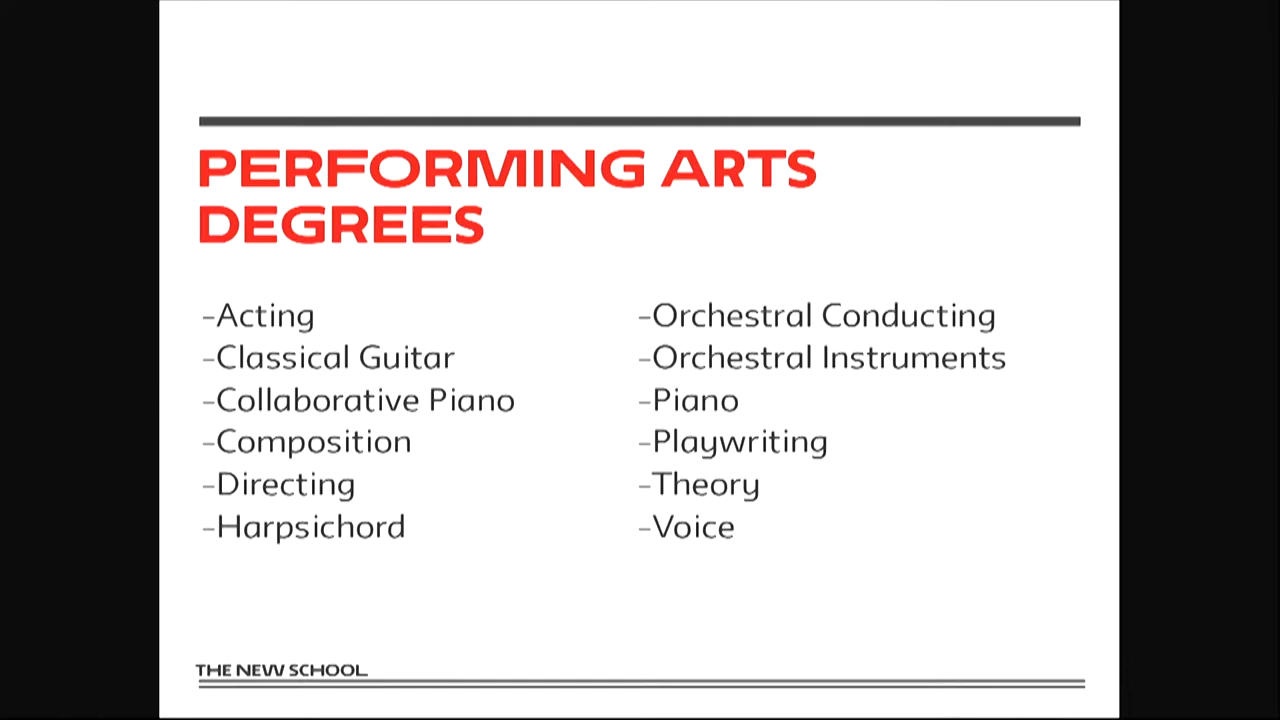 PERFORMING ARTS
DEGREES
-Acting
-Classical Guitar
-Collaborative Piano
-Composition
-Directing
-Harpsichord
-Orchestral Conducting
-Orchestral Instruments
-Piano
-Playwriting
-Theory
-Voice
THE NEW SCHOOL